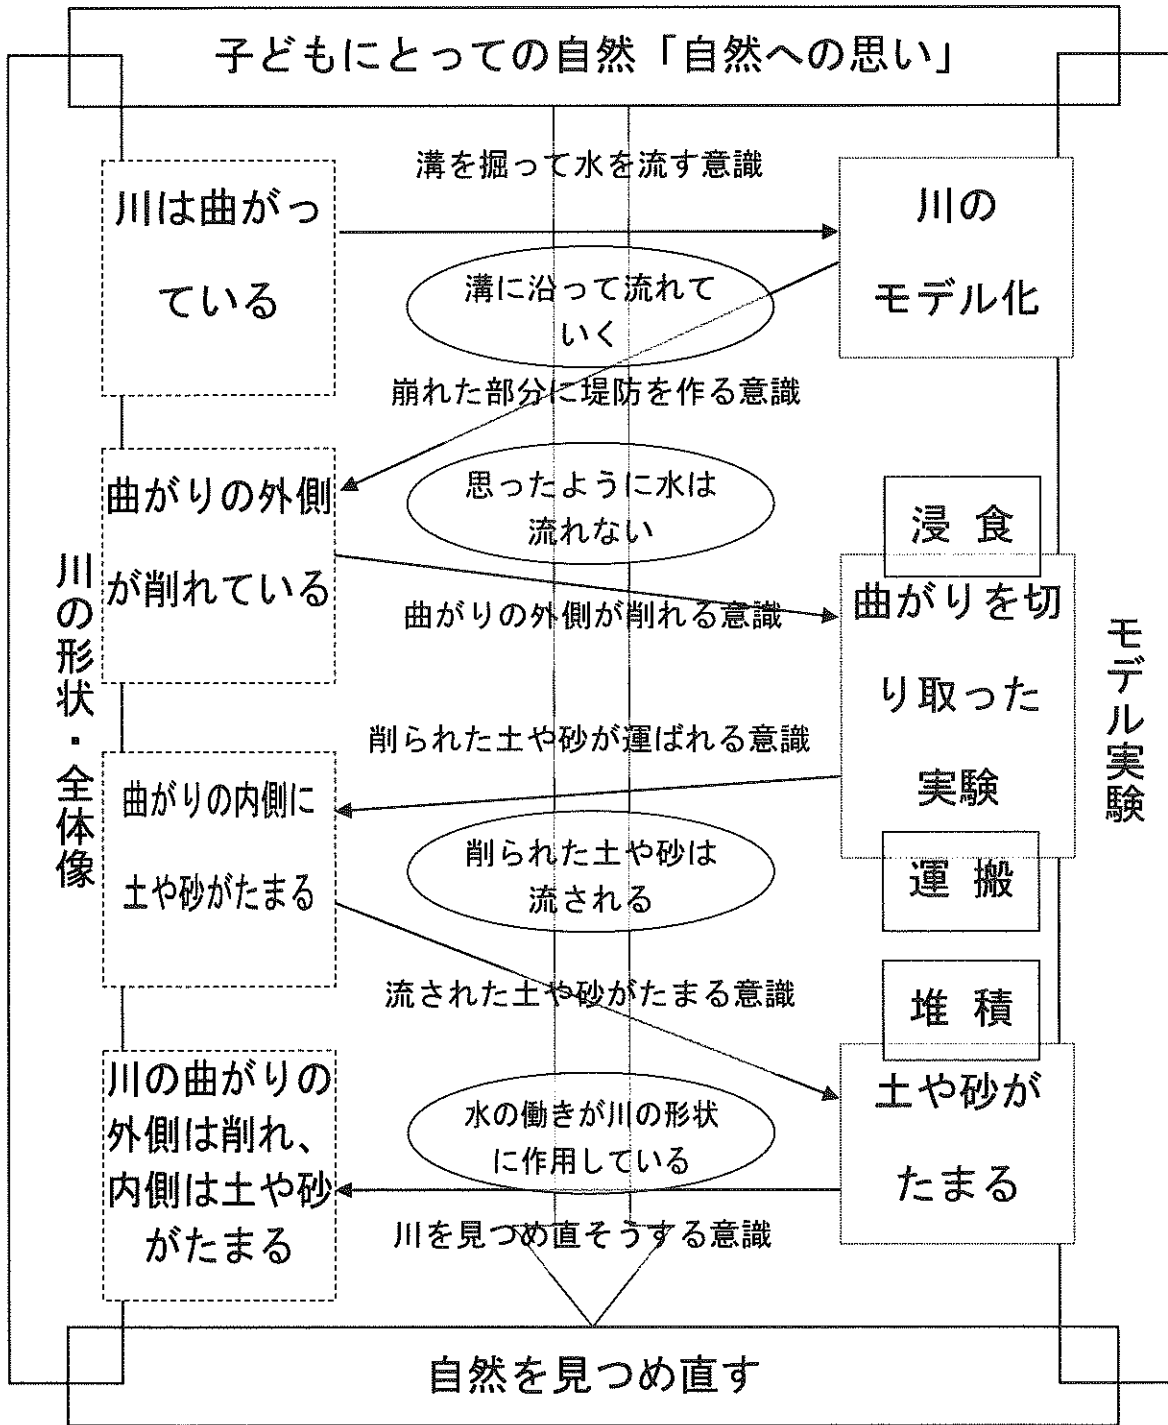 子どもにとっての自然「自然への思い」
溝を掘って水を流す意識
川は曲がっ
ている
川の
モデル化
溝に沿って流れて
いく
崩れた部分に堤防を作る意識
曲がりの外側
が削れている
思ったように水は
流れない
浸食
曲がりの外側が削れる意識
曲がりを切
り取った
実験
川の形状・全体像
モデル実験
削られた土や砂が運ばれる意識
曲がりの内側に
土や砂がたまる
削られた土や砂は
流される
運搬
流された土や砂がたまる意識
堆積
川の曲がりの
外側は削れ、
内側は土や砂
がたまる
水の働きが川の形状
に作用している
土や砂が
たまる
川を見つめ直そうする意識
自然を見つめ直す